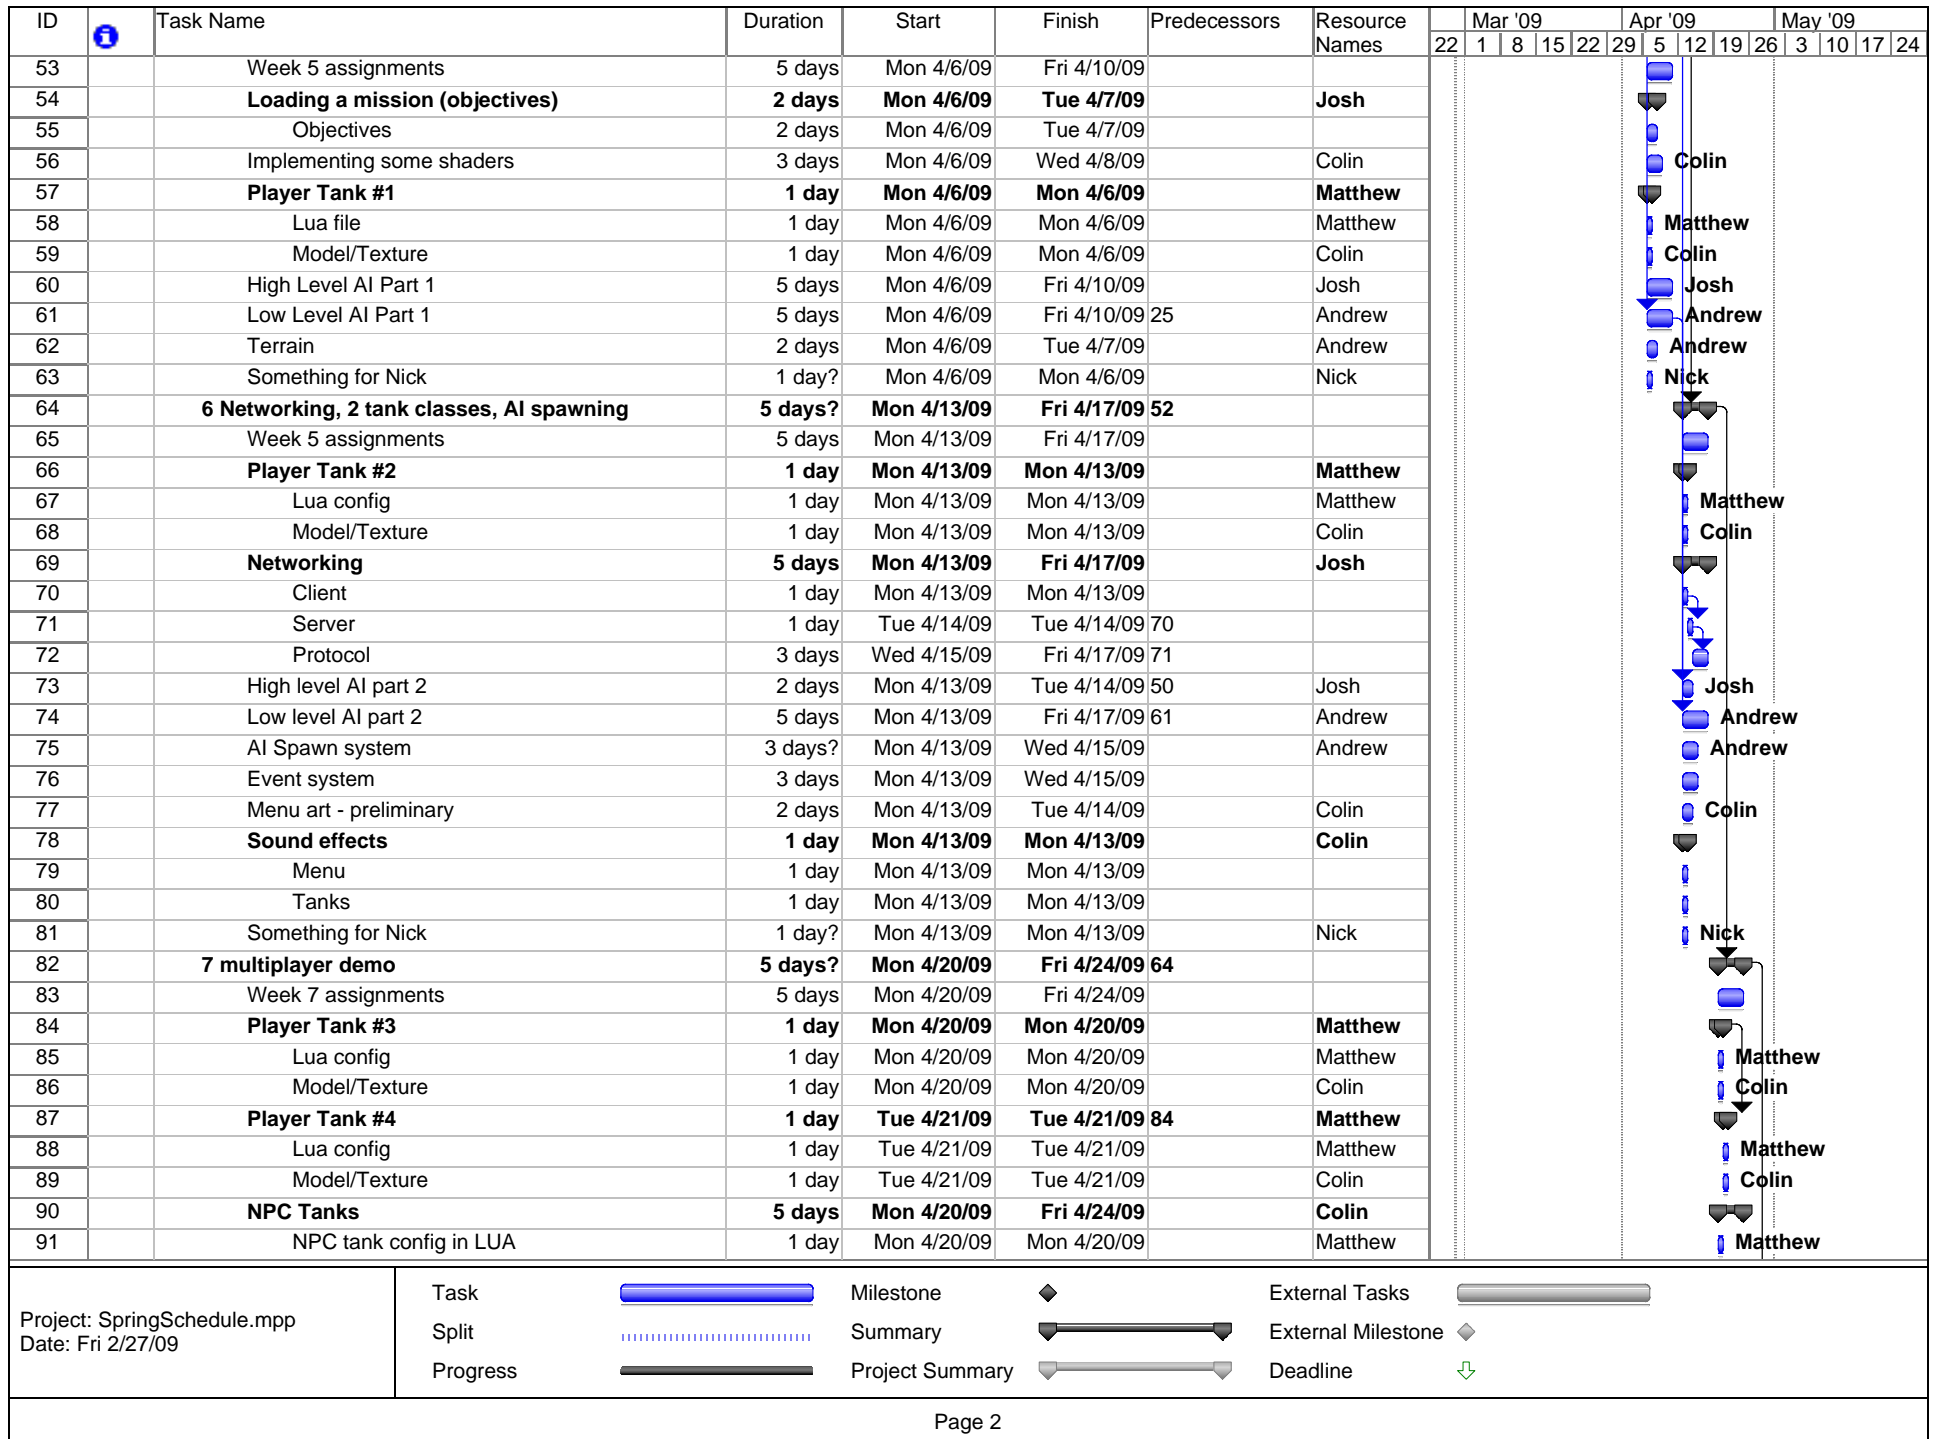 ID Task Name Duration Start Finish Predecessors Resource Names Mar '09 Apr '09 May '09
22 1 8 15 22 29 5 12 19 26 3 10 17 24
53 Week 5 assignments 5 days Mon 4/6/09 Fri 4/10/09
54 Loading a mission (objectives) 2 days Mon 4/6/09 Tue 4/7/09 Josh
55 Objectives 2 days Mon 4/6/09 Tue 4/7/09
56 Implementing some shaders 3 days Mon 4/6/09 Wed 4/8/09 Colin Colin
57 Player Tank #1 1 day Mon 4/6/09 Mon 4/6/09 Matthew
58 Lua file 1 day Mon 4/6/09 Mon 4/6/09 Matthew Matthew
59 Model/Texture 1 day Mon 4/6/09 Mon 4/6/09 Colin Colin
60 High Level AI Part 1 5 days Mon 4/6/09 Fri 4/10/09 Josh Josh
61 Low Level AI Part 1 5 days Mon 4/6/09 Fri 4/10/09 25 Andrew Andrew
62 Terrain 2 days Mon 4/6/09 Tue 4/7/09 Andrew Andrew
63 Something for Nick 1 day? Mon 4/6/09 Mon 4/6/09 Nick Nick
64 6 Networking, 2 tank classes, AI spawning 5 days? Mon 4/13/09 Fri 4/17/09 52
65 Week 5 assignments 5 days Mon 4/13/09 Fri 4/17/09
66 Player Tank #2 1 day Mon 4/13/09 Mon 4/13/09 Matthew
67 Lua config 1 day Mon 4/13/09 Mon 4/13/09 Matthew Matthew
68 Model/Texture 1 day Mon 4/13/09 Mon 4/13/09 Colin Colin
69 Networking 5 days Mon 4/13/09 Fri 4/17/09 Josh
70 Client 1 day Mon 4/13/09 Mon 4/13/09
71 Server 1 day Tue 4/14/09 Tue 4/14/09 70
72 Protocol 3 days Wed 4/15/09 Fri 4/17/09 71
73 High level AI part 2 2 days Mon 4/13/09 Tue 4/14/09 50 Josh Josh
74 Low level AI part 2 5 days Mon 4/13/09 Fri 4/17/09 61 Andrew Andrew
75 AI Spawn system 3 days? Mon 4/13/09 Wed 4/15/09 Andrew Andrew
76 Event system 3 days Mon 4/13/09 Wed 4/15/09
77 Menu art - preliminary 2 days Mon 4/13/09 Tue 4/14/09 Colin Colin
78 Sound effects 1 day Mon 4/13/09 Mon 4/13/09 Colin
79 Menu 1 day Mon 4/13/09 Mon 4/13/09
80 Tanks 1 day Mon 4/13/09 Mon 4/13/09
81 Something for Nick 1 day? Mon 4/13/09 Mon 4/13/09 Nick Nick
82 7 multiplayer demo 5 days? Mon 4/20/09 Fri 4/24/09 64
83 Week 7 assignments 5 days Mon 4/20/09 Fri 4/24/09
84 Player Tank #3 1 day Mon 4/20/09 Mon 4/20/09 Matthew
85 Lua config 1 day Mon 4/20/09 Mon 4/20/09 Matthew Matthew
86 Model/Texture 1 day Mon 4/20/09 Mon 4/20/09 Colin Colin
87 Player Tank #4 1 day Tue 4/21/09 Tue 4/21/09 84 Matthew
88 Lua config 1 day Tue 4/21/09 Tue 4/21/09 Matthew Matthew
89 Model/Texture 1 day Tue 4/21/09 Tue 4/21/09 Colin Colin
90 NPC Tanks 5 days Mon 4/20/09 Fri 4/24/09 Colin
91 NPC tank config in LUA 1 day Mon 4/20/09 Mon 4/20/09 Matthew Matthew
Project: SpringSchedule.mpp
Date: Fri 2/27/09
Task Milestone External Tasks
Split Summary External Milestone
Progress Project Summary Deadline
Page 2